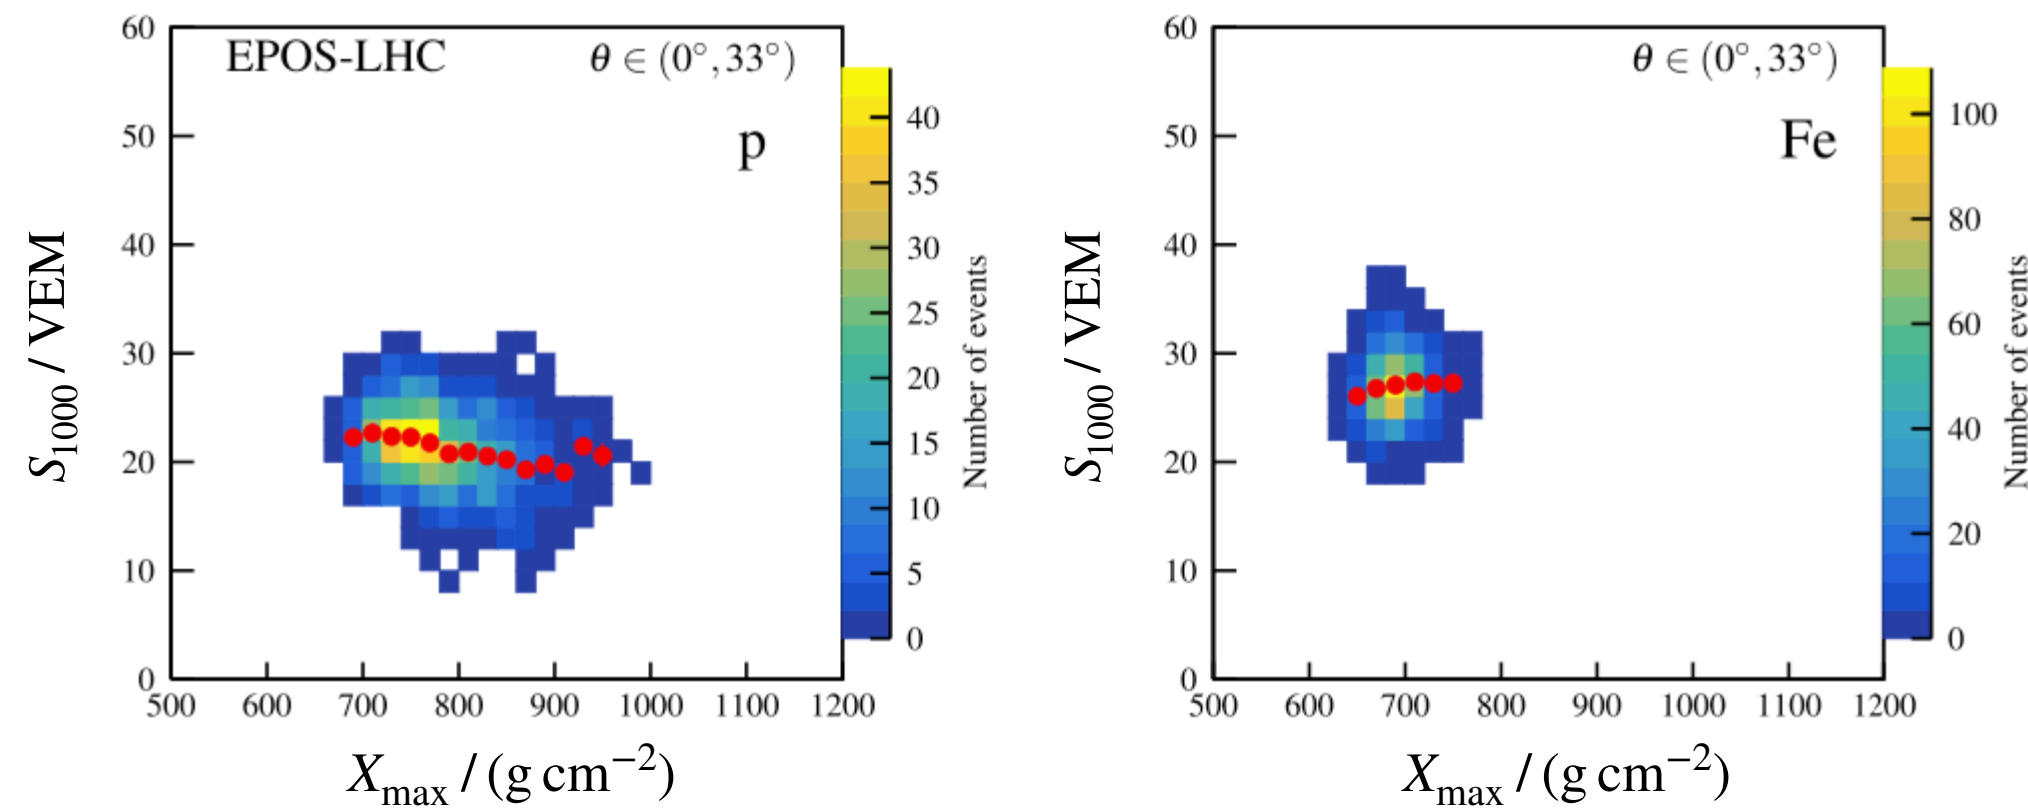 EPOS-LHC
θ ∈ (0°, 33°)
p
60
50
40
30
20
10
0
500 600 700 800 900 1000 1100 1200
S1000 / VEM
Xmax / (g cm−2)
40
35
30
25
20
15
10
5
0
Number of events
θ ∈ (0°, 33°)
Fe
60
50
40
30
20
10
0
500 600 700 800 900 1000 1100 1200
S1000 / VEM
Xmax / (g cm−2)
100
80
60
40
20
0
Number of events